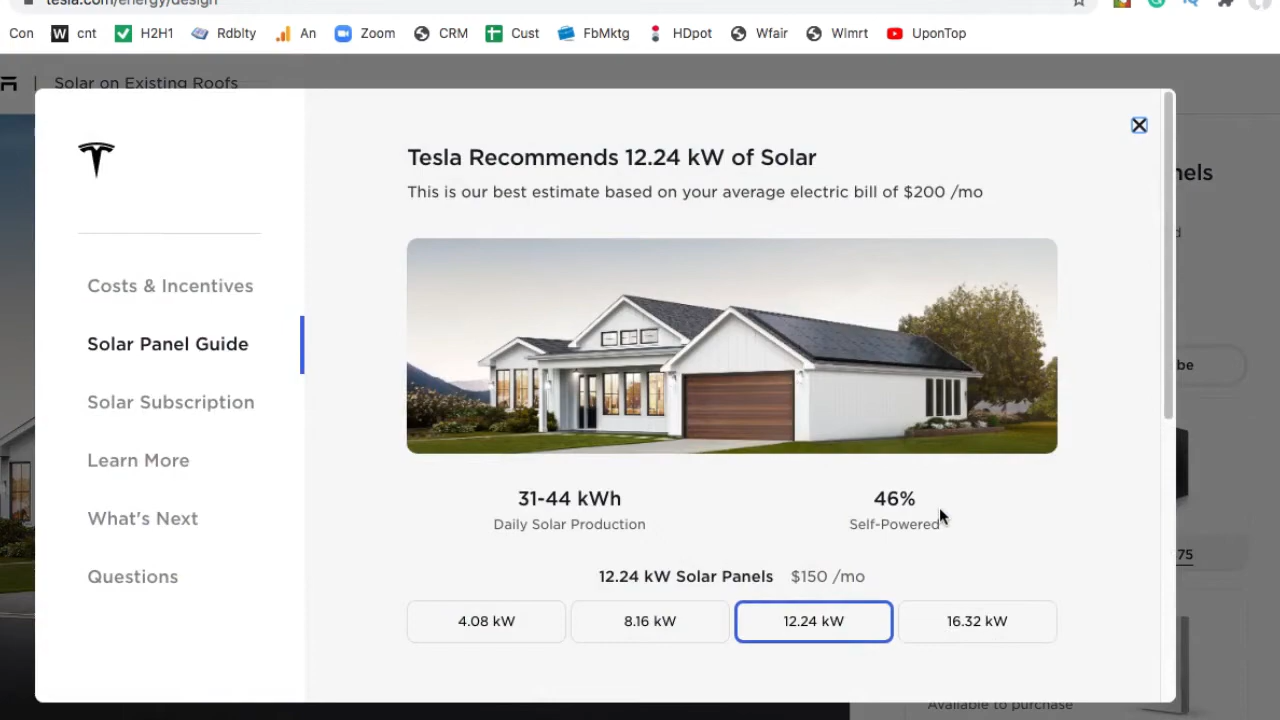 tesla.com/energy/design
Con cnt H2H1 Rdblty An Zoom CRM Cust FbMktg HDpot Wfair Wlmrt UponTop
Solar on Existing Roofs
Tesla Recommends 12.24 kW of Solar
This is our best estimate based on your average electric bill of $200 /mo
Costs & Incentives
Solar Panel Guide
Solar Subscription
Learn More
What's Next
Questions
31-44 kWh
Daily Solar Production
46%
Self-Powered
12.24 kW Solar Panels $150 /mo
4.08 kW
8.16 kW
12.24 kW
16.32 kW
nels
d
be
75
Available to purchase